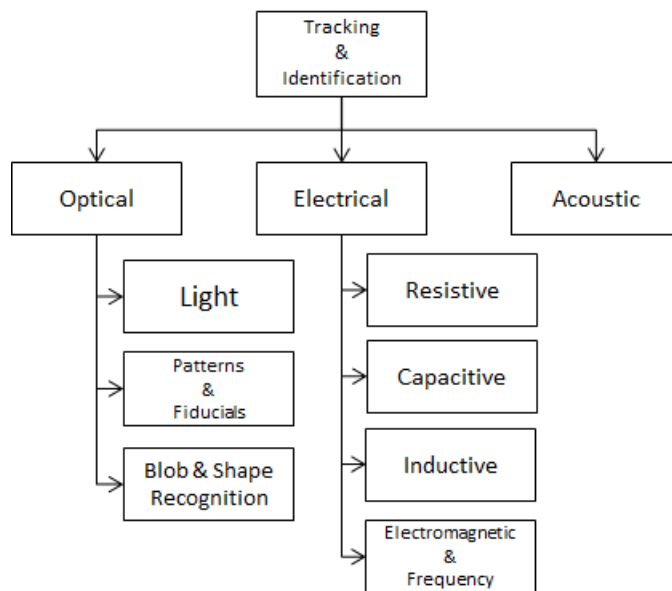 Tracking
&
Identification
Optical
Electrical
Acoustic
Light
Patterns
&
Fiducials
Blob & Shape
Recognition
Resistive
Capacitive
Inductive
Electromagnetic
&
Frequency